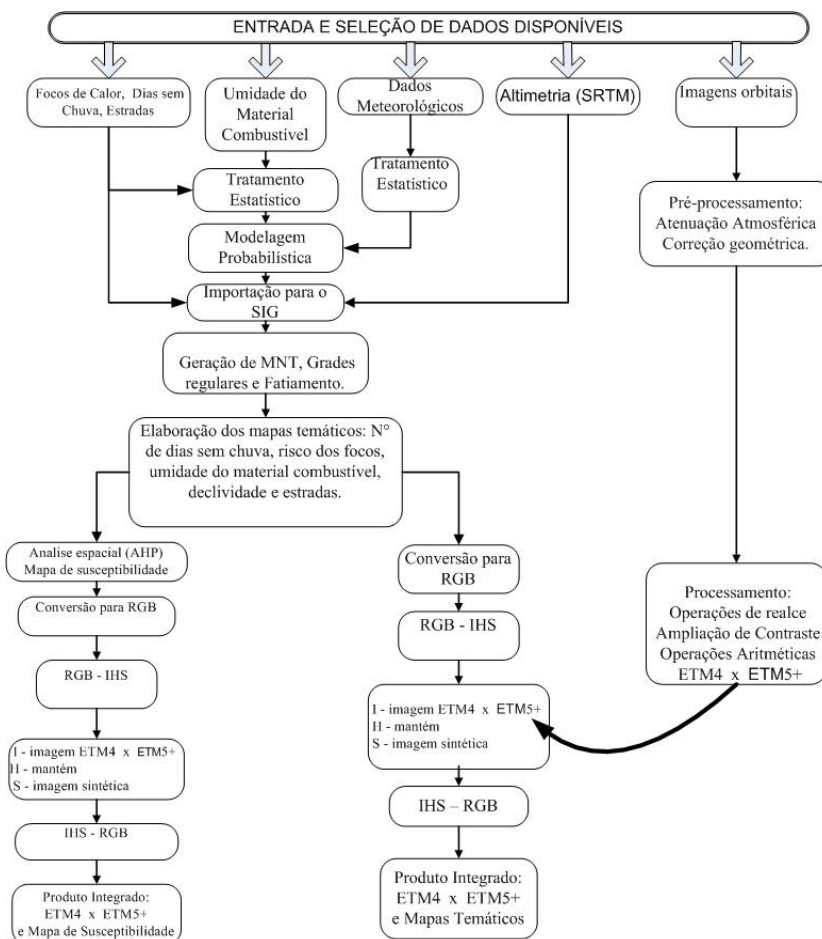 ENTRADA E SELEÇÃO DE DADOS DISPONÍVEIS
Focos de Calor, Dias sem
Chuva, Estradas
Umidade do
Material
Combustível
Dados
Meteorológicos
Altimetria (SRTM)
Imagens orbitais
Tratamento
Estatístico
Tratamento
Estatístico
Pré-processamento:
Atenuação Atmosférica
Correção geométrica.
Modelagem
Probabilística
Importação para o
SIG
Geração de MNT, Grades
regulares e Fatiamento.
Elaboração dos mapas temáticos: N°
de dias sem chuva, risco dos focos,
umidade do material combustível,
declividade e estradas.
Analise espacial (AHP)
Mapa de susceptibilidade
Conversão para RGB
RGB - IHS
I - imagem ETM4 x ETM5+
H - mantém
S - imagem sintética
IHS - RGB
Produto Integrado:
ETM4 x ETM5+
e Mapa de Susceptibilidade
Conversão para
RGB
RGB - IHS
I - imagem ETM4 x ETM5+
H - mantém
S - imagem sintética
IHS – RGB
Produto Integrado:
ETM4 x ETM5+
e Mapas Temáticos
Processamento:
Operações de realce
Ampliação de Contraste
Operações Aritméticas
ETM4 x ETM5+